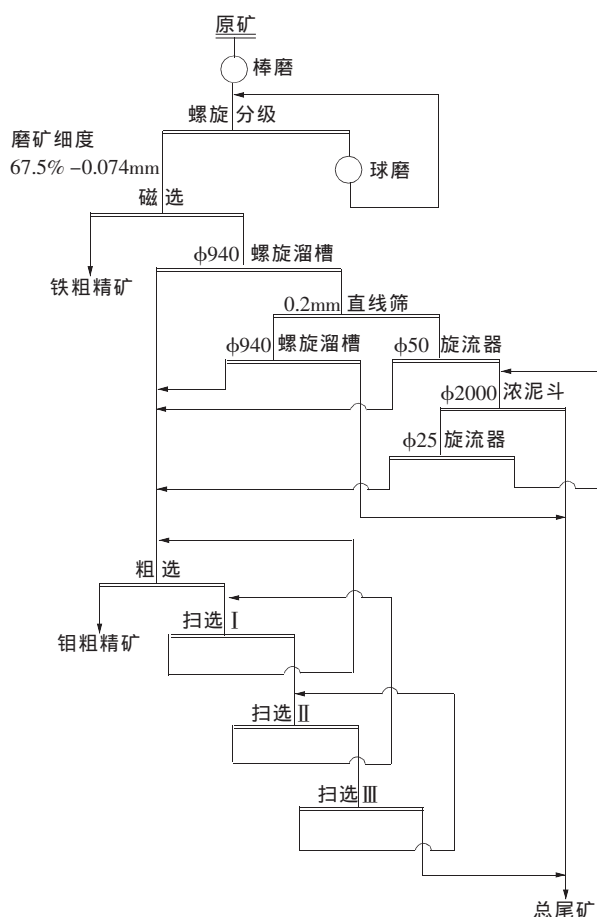 原矿
棒磨
螺旋分级
磨矿细度
67.5% -0.074mm
球磨
磁选
铁粗精矿
ϕ940 螺旋溜槽
0.2mm 直线筛
ϕ940 螺旋溜槽
ϕ50 旋流器
ϕ2000 浓泥斗
ϕ25 旋流器
粗选
钼粗精矿
扫选Ⅰ
扫选Ⅱ
扫选Ⅲ
总尾矿